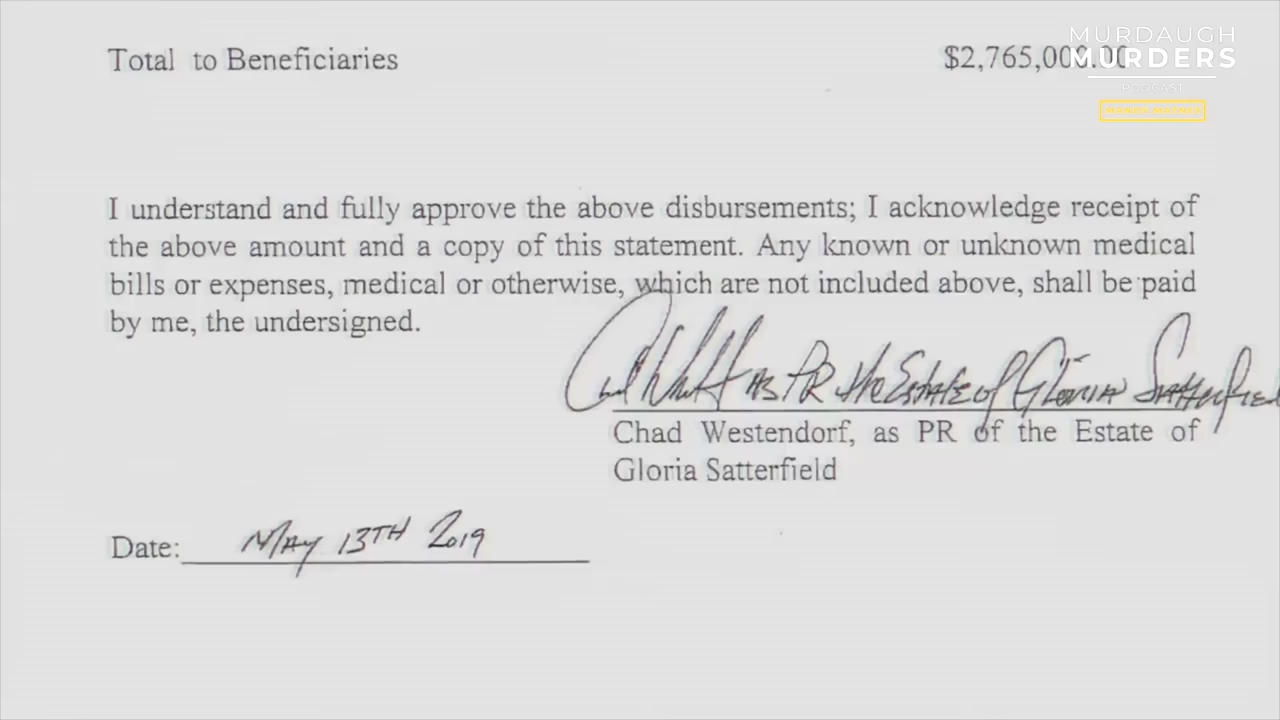 MURDAUGH
MURDERS
PODCAST
Total to Beneficiaries $2,765,000.00
I understand and fully approve the above disbursements; I acknowledge receipt of
the above amount and a copy of this statement. Any known or unknown medical
bills or expenses, medical or otherwise, which are not included above, shall be paid
by me, the undersigned.
as PR the Estate of Gloria Satterfield
Chad Westendorf, as PR of the Estate of
Gloria Satterfield
Date: MAY 13TH 2019